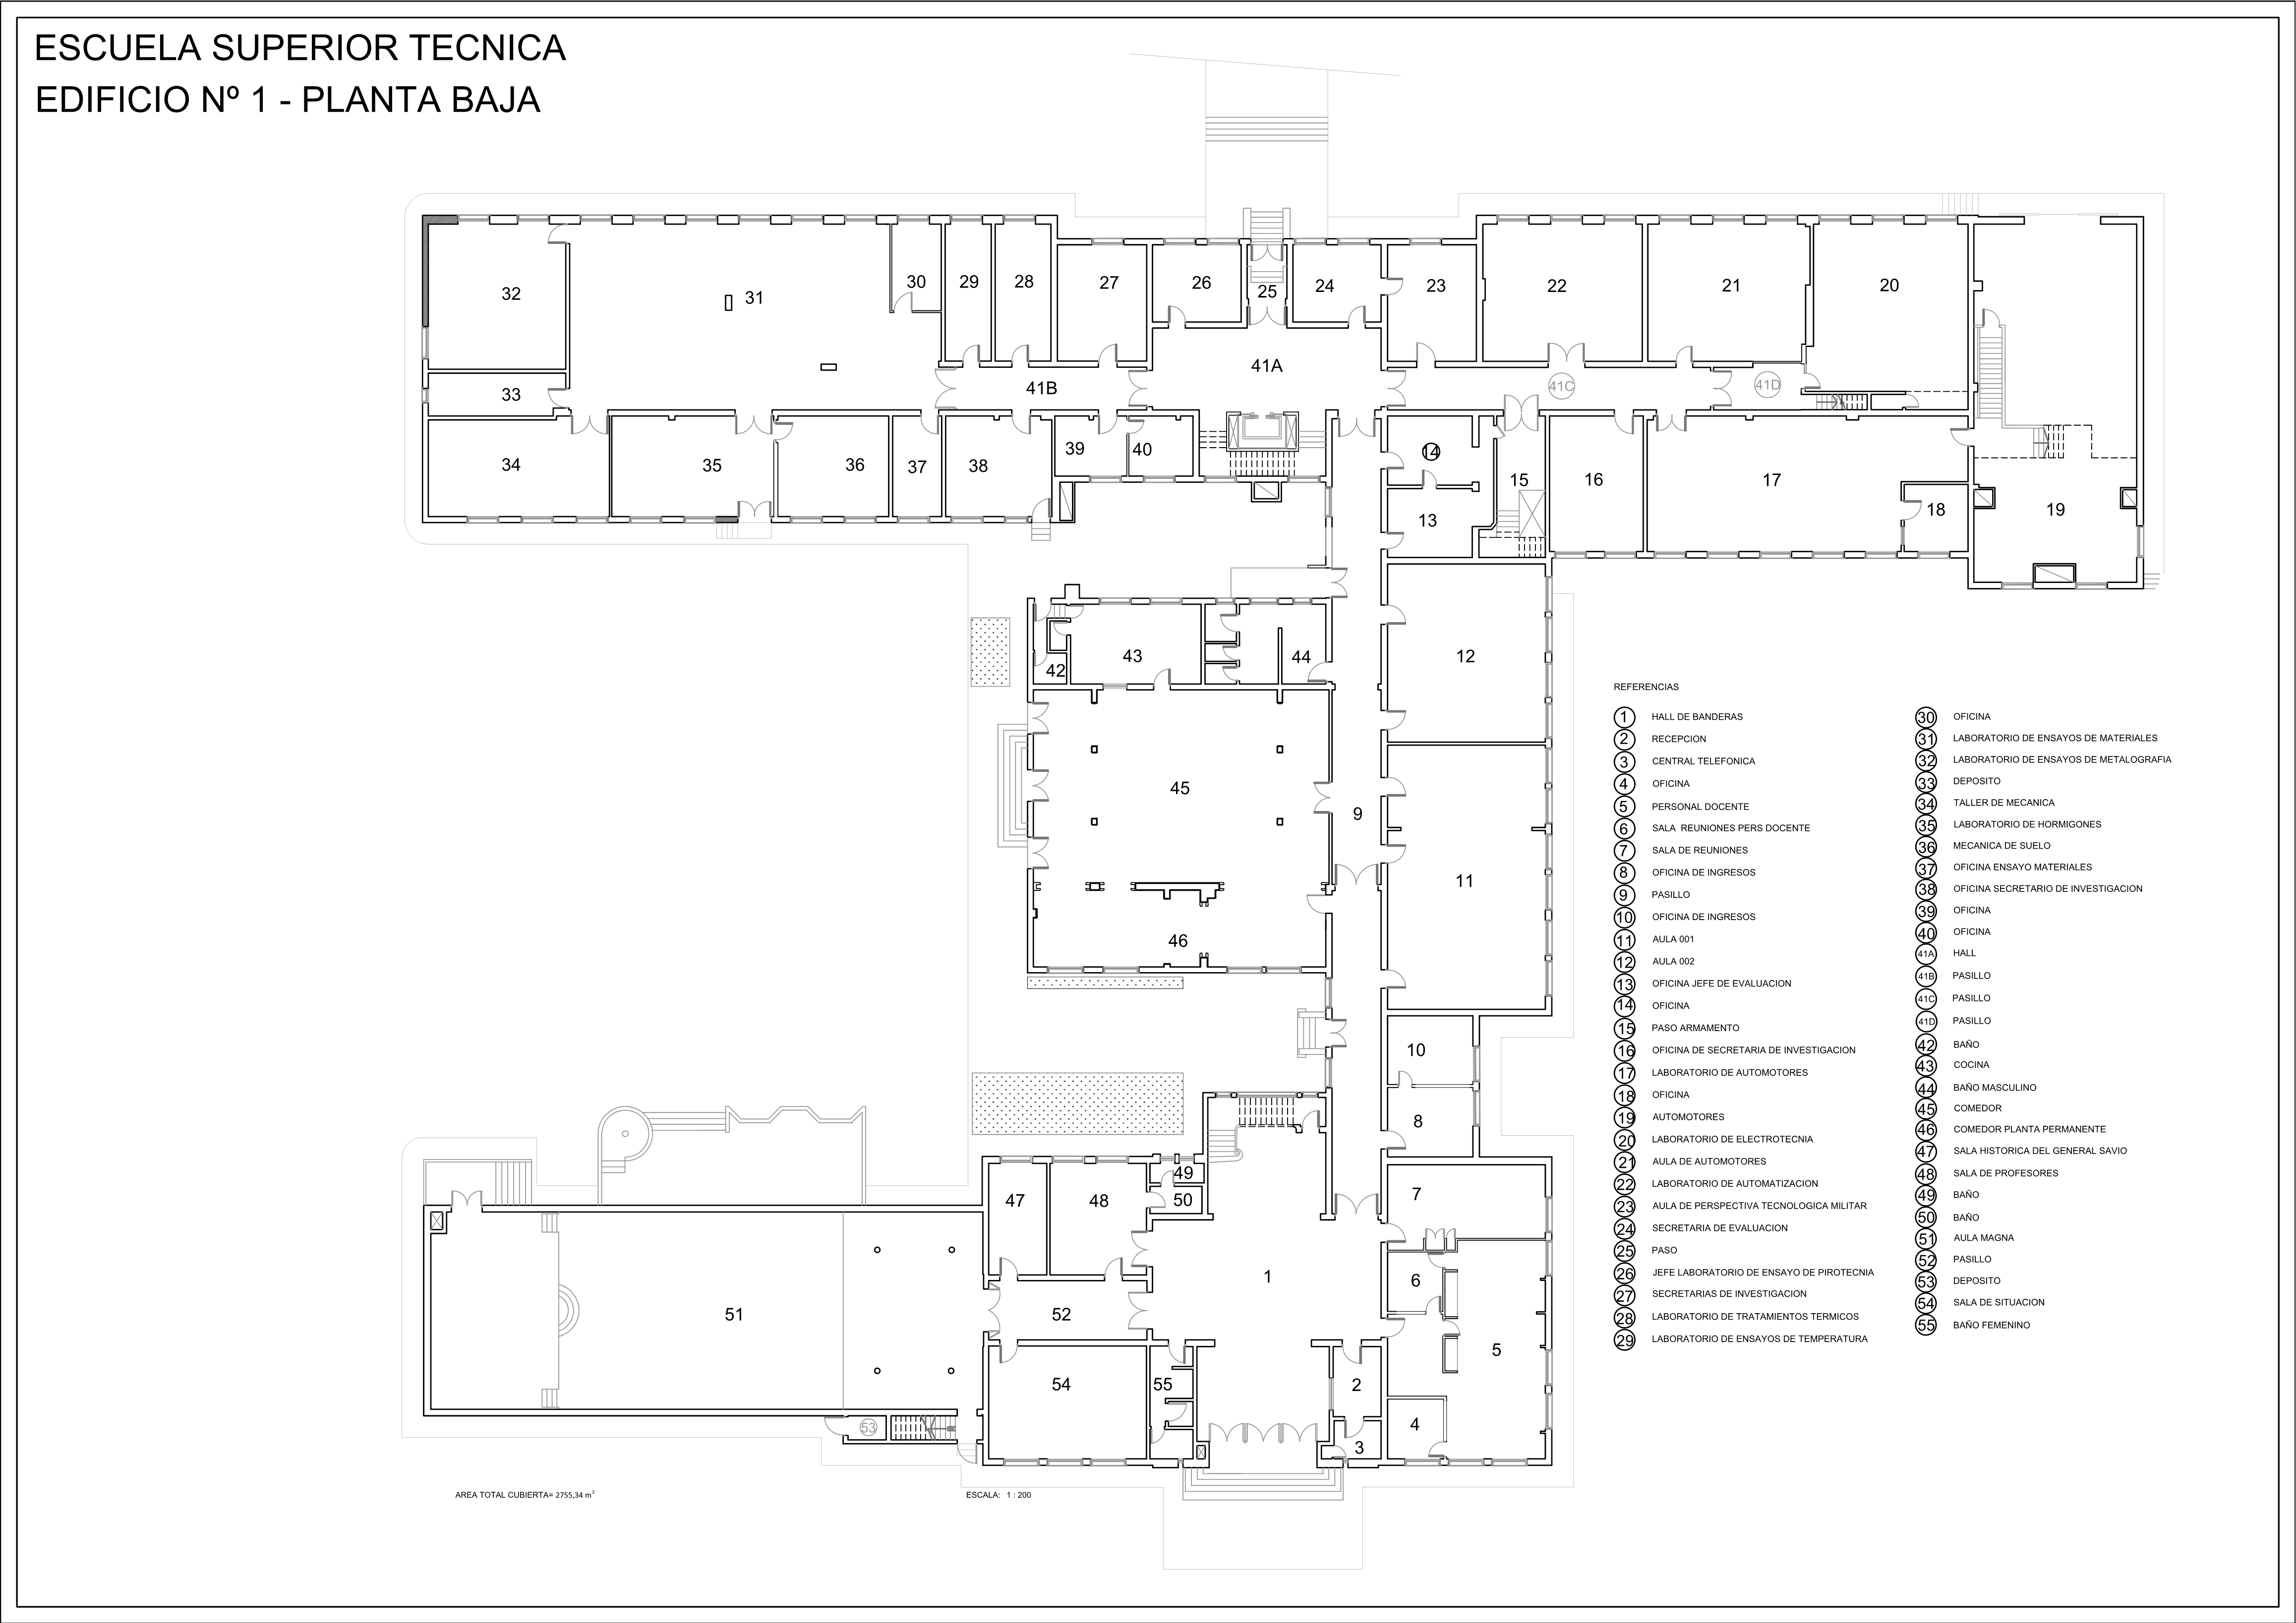 ESCUELA SUPERIOR TECNICA
EDIFICIO Nº 1 - PLANTA BAJA
32
31
30
29
28
27
26
25
24
23
22
21
20
33
41B
41A
41C
41D
34
35
36
37
38
39
40
14
13
15
16
17
18
19
42
43
44
12
45
9
11
46
10
8
49
50
47
48
7
1
6
51
52
5
54
55
2
4
53
3
REFERENCIAS
1 HALL DE BANDERAS
2 RECEPCION
3 CENTRAL TELEFONICA
4 OFICINA
5 PERSONAL DOCENTE
6 SALA REUNIONES PERS DOCENTE
7 SALA DE REUNIONES
8 OFICINA DE INGRESOS
9 PASILLO
10 OFICINA DE INGRESOS
11 AULA 001
12 AULA 002
13 OFICINA JEFE DE EVALUACION
14 OFICINA
15 PASO ARMAMENTO
16 OFICINA DE SECRETARIA DE INVESTIGACION
17 LABORATORIO DE AUTOMOTORES
18 OFICINA
19 AUTOMOTORES
20 LABORATORIO DE ELECTROTECNIA
21 AULA DE AUTOMOTORES
22 LABORATORIO DE AUTOMATIZACION
23 AULA DE PERSPECTIVA TECNOLOGICA MILITAR
24 SECRETARIA DE EVALUACION
25 PASO
26 JEFE LABORATORIO DE ENSAYO DE PIROTECNIA
27 SECRETARIAS DE INVESTIGACION
28 LABORATORIO DE TRATAMIENTOS TERMICOS
29 LABORATORIO DE ENSAYOS DE TEMPERATURA
30 OFICINA
31 LABORATORIO DE ENSAYOS DE MATERIALES
32 LABORATORIO DE ENSAYOS DE METALOGRAFIA
33 DEPOSITO
34 TALLER DE MECANICA
35 LABORATORIO DE HORMIGONES
36 MECANICA DE SUELO
37 OFICINA ENSAYO MATERIALES
38 OFICINA SECRETARIO DE INVESTIGACION
39 OFICINA
40 OFICINA
41A HALL
41B PASILLO
41C PASILLO
41D PASILLO
42 BAÑO
43 COCINA
44 BAÑO MASCULINO
45 COMEDOR
46 COMEDOR PLANTA PERMANENTE
47 SALA HISTORICA DEL GENERAL SAVIO
48 SALA DE PROFESORES
49 BAÑO
50 BAÑO
51 AULA MAGNA
52 PASILLO
53 DEPOSITO
54 SALA DE SITUACION
55 BAÑO FEMENINO
AREA TOTAL CUBIERTA= 2755,34 m²
ESCALA: 1 : 200